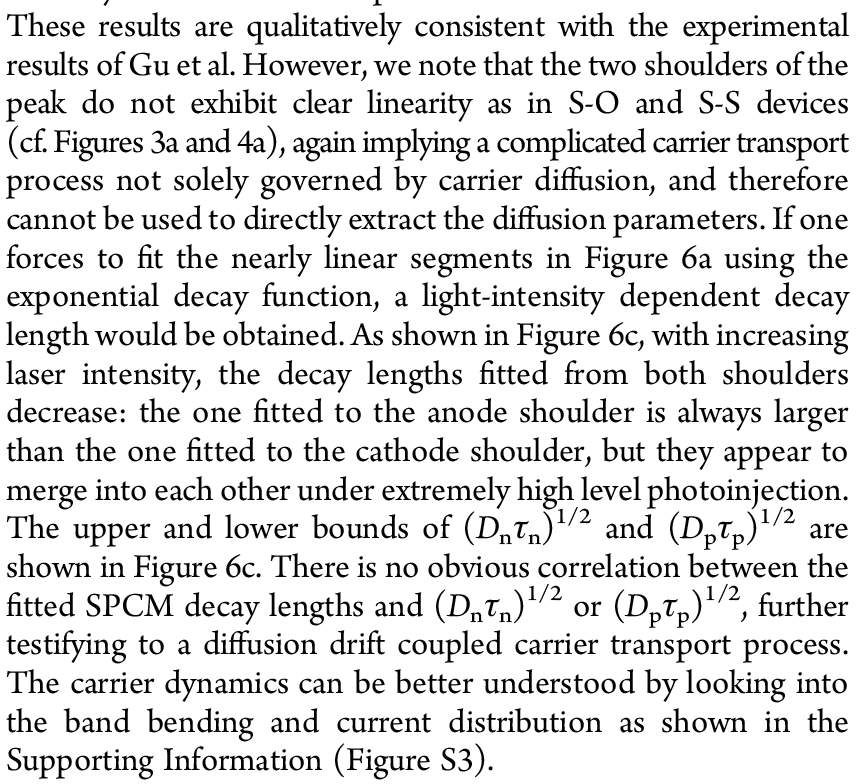 These results are qualitatively consistent with the experimental
results of Gu et al. However, we note that the two shoulders of the
peak do not exhibit clear linearity as in S-O and S-S devices
(cf. Figures 3a and 4a), again implying a complicated carrier transport
process not solely governed by carrier diffusion, and therefore
cannot be used to directly extract the diffusion parameters. If one
forces to fit the nearly linear segments in Figure 6a using the
exponential decay function, a light-intensity dependent decay
length would be obtained. As shown in Figure 6c, with increasing
laser intensity, the decay lengths fitted from both shoulders
decrease: the one fitted to the anode shoulder is always larger
than the one fitted to the cathode shoulder, but they appear to
merge into each other under extremely high level photoinjection.
The upper and lower bounds of (Dₙτₙ)^1/2 and (Dₚτₚ)^1/2 are
shown in Figure 6c. There is no obvious correlation between the
fitted SPCM decay lengths and (Dₙτₙ)^1/2 or (Dₚτₚ)^1/2, further
testifying to a diffusion drift coupled carrier transport process.
The carrier dynamics can be better understood by looking into
the band bending and current distribution as shown in the
Supporting Information (Figure S3).